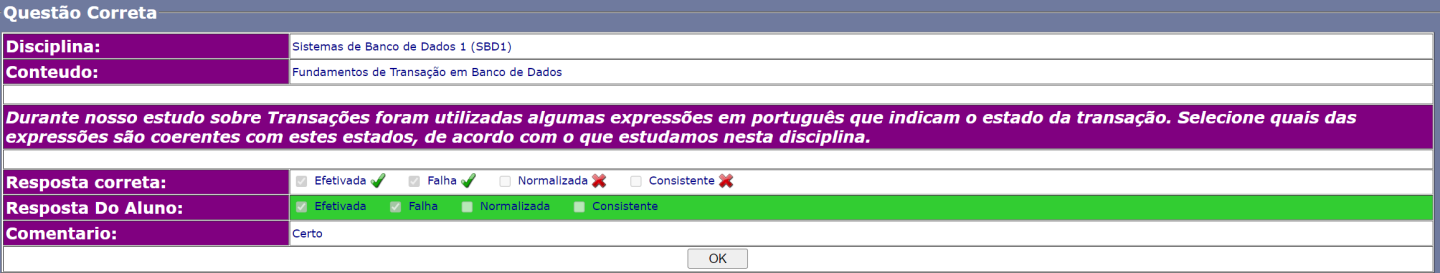 Questão Correta
Disciplina: Sistemas de Banco de Dados 1 (SBD1)
Conteudo: Fundamentos de Transação em Banco de Dados
Durante nosso estudo sobre Transações foram utilizadas algumas expressões em português que indicam o estado da transação. Selecione quais das
expressões são coerentes com estes estados, de acordo com o que estudamos nesta disciplina.
Resposta correta: Efetivada Falha Normalizada Consistente
Resposta Do Aluno: Efetivada Falha Normalizada Consistente
Comentario: Certo
OK